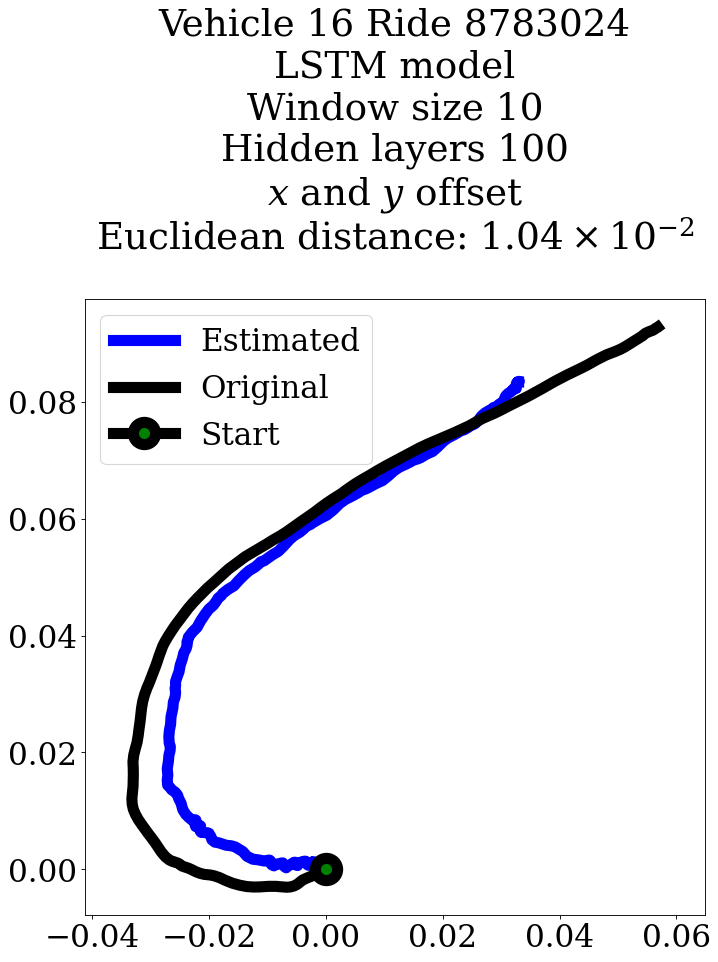 Vehicle 16 Ride 8783024
LSTM model
Window size 10
Hidden layers 100
x and y offset
Euclidean distance: 1.04 × 10⁻²
Estimated
Original
Start
0.08
0.06
0.04
0.02
0.00
−0.04 −0.02 0.00 0.02 0.04 0.06